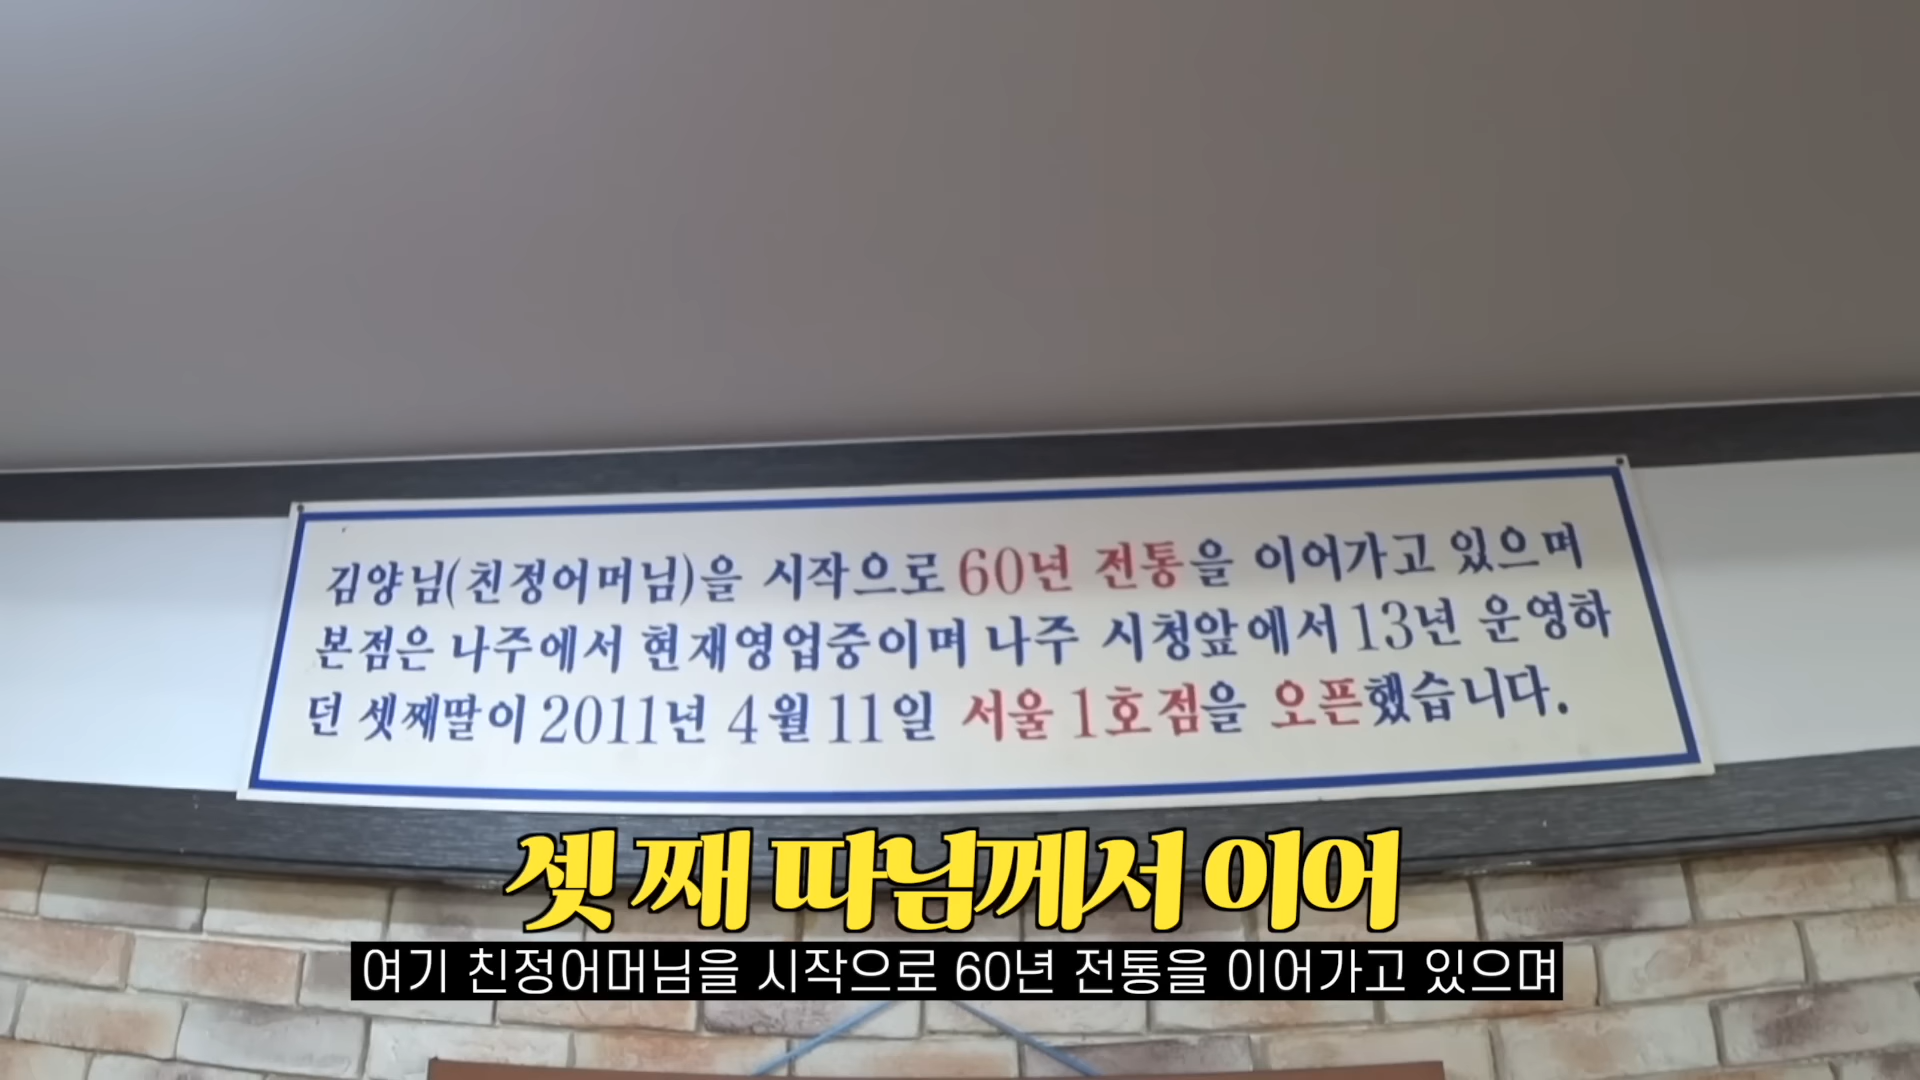 김양님(친정어머님)을 시작으로 60년 전통을 이어가고 있으며
본점은 나주에서 현재영업중이며 나주 시청앞에서 13년 운영하
던 셋째딸이 2011년 4월 11일 서울 1호점을 오픈했습니다.
셋째 따님께서 이어
여기 친정어머님을 시작으로 60년 전통을 이어가고 있으며